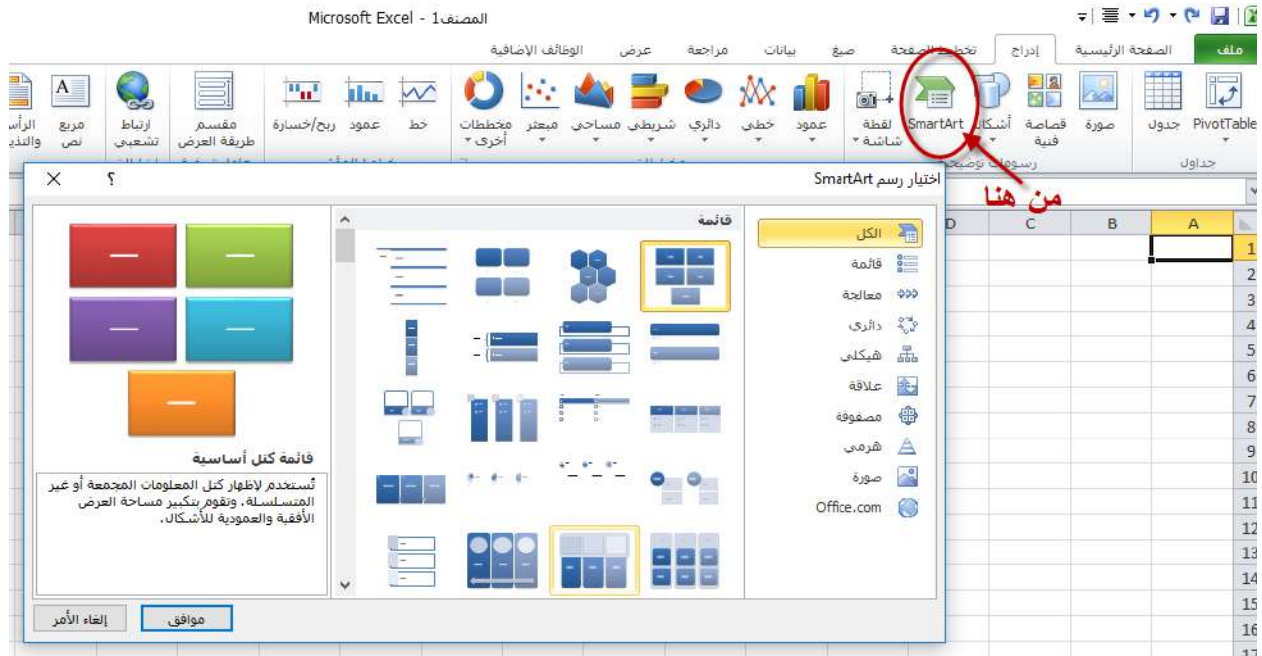 المصنف1 - Microsoft Excel
ملف الصفحة الرئيسية إدراج تخطيط الصفحة صيغ بيانات مراجعة عرض الوظائف الإضافية
PivotTable جدول صورة قصاصة فنية أشكال SmartArt لقطة شاشة عمود خطي دائري شريطي مساحي مبعثر مخططات أخرى خط عمود ربح/خسارة مقسم طريقة العرض ارتباط تشعبي مربع نص
جداول رسومات توضيحية
من هنا
اختيار رسم SmartArt ؟
A B C D
1
2
3
4
5
6
7
8
9
10
11
12
13
14
15
16
17
الكل
قائمة
معالجة
دائري
هيكلي
علاقة
مصفوفة
هرمي
صورة
Office.com
قائمة
قائمة كتل أساسية
تُستخدم لإظهار كتل المعلومات المجمعة أو غير
المتسلسلة، وتقوم بتكبير مساحة العرض
الأفقية والعمودية للأشكال.
موافق إلغاء الأمر